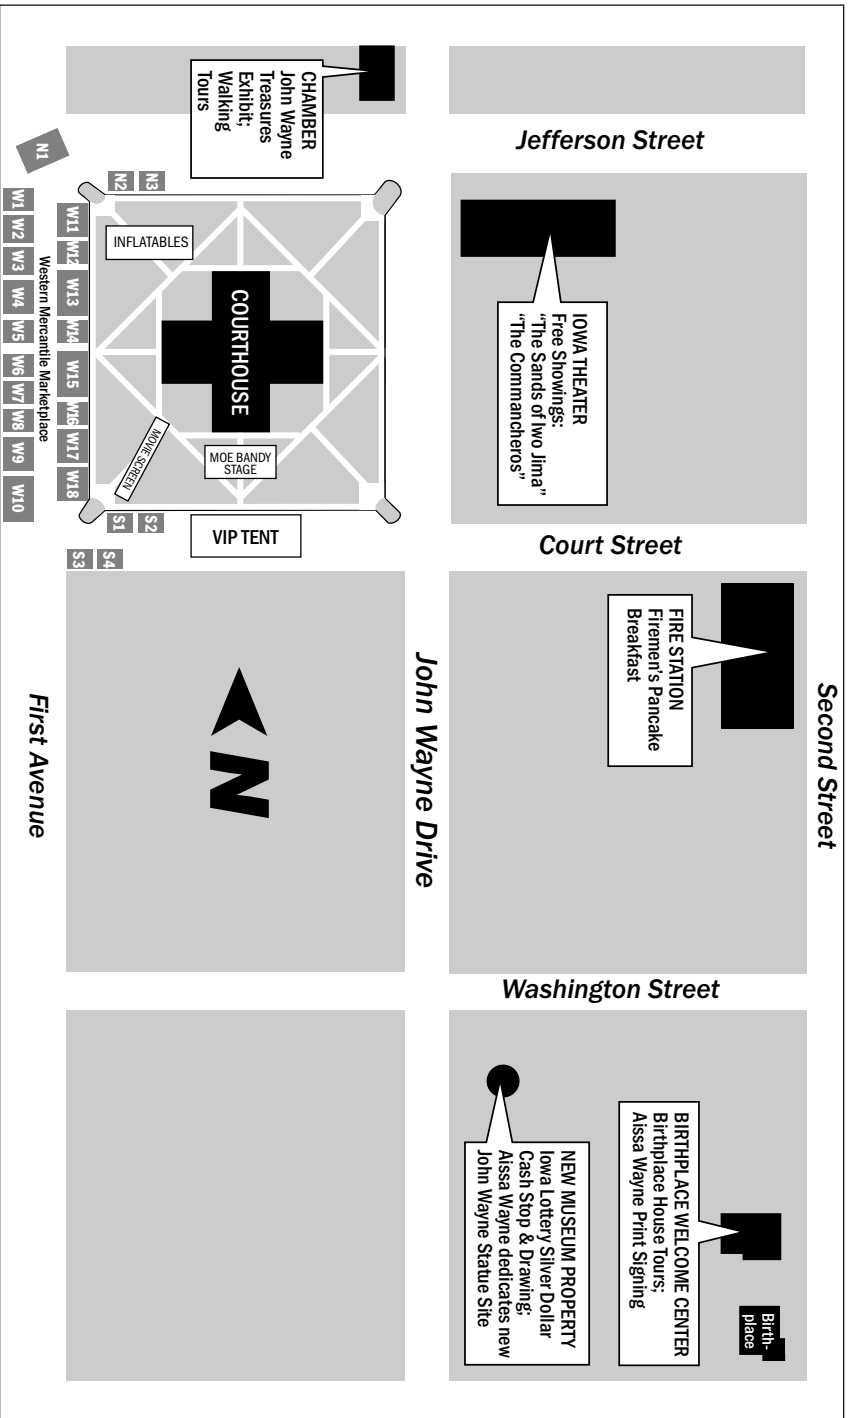 Jefferson Street
CHAMBER
John Wayne
Treasures
Exhibit;
Walking
Tours
N1
N2
N3
W1
W2
W3
W4
W5
W6
W7
W8
W9
W10
Western Mercantile Marketplace
W11
W12
W13
W14
W15
W16
W17
W18
INFLATABLES
COURTHOUSE
MOVIE SCREEN
MOE BANDY
STAGE
S1
S2
S3
S4
VIP TENT
IOWA THEATER
Free Showings:
"The Sands of Iwo Jima"
"The Commancheros"
Court Street
FIRE STATION
Firemen's Pancake
Breakfast
Second Street
John Wayne Drive
First Avenue
N
Washington Street
BIRTHPLACE WELCOME CENTER
Birthplace House Tours;
Aissa Wayne Print Signing
Birth-
place
NEW MUSEUM PROPERTY
Iowa Lottery Silver Dollar
Cash Stop & Drawing;
Aissa Wayne dedicates new
John Wayne Statue Site